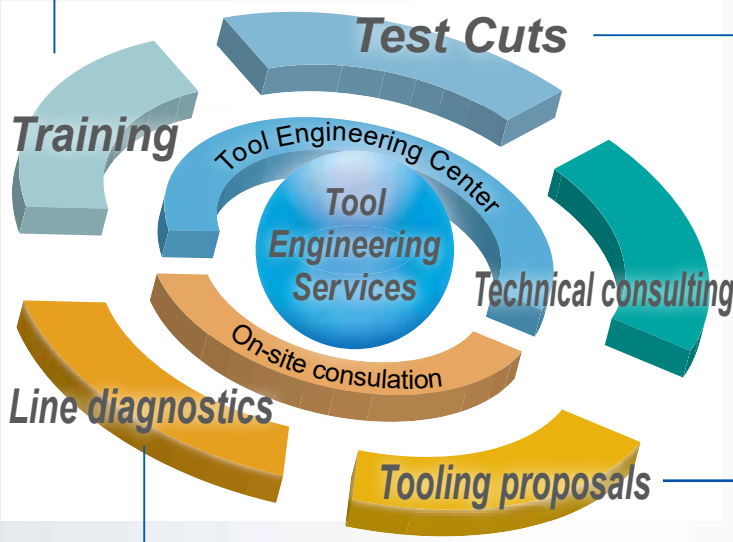 Test Cuts
Training
Tool Engineering Center
Tool
Engineering
Services
Technical consulting
On-site consulation
Line diagnostics
Tooling proposals